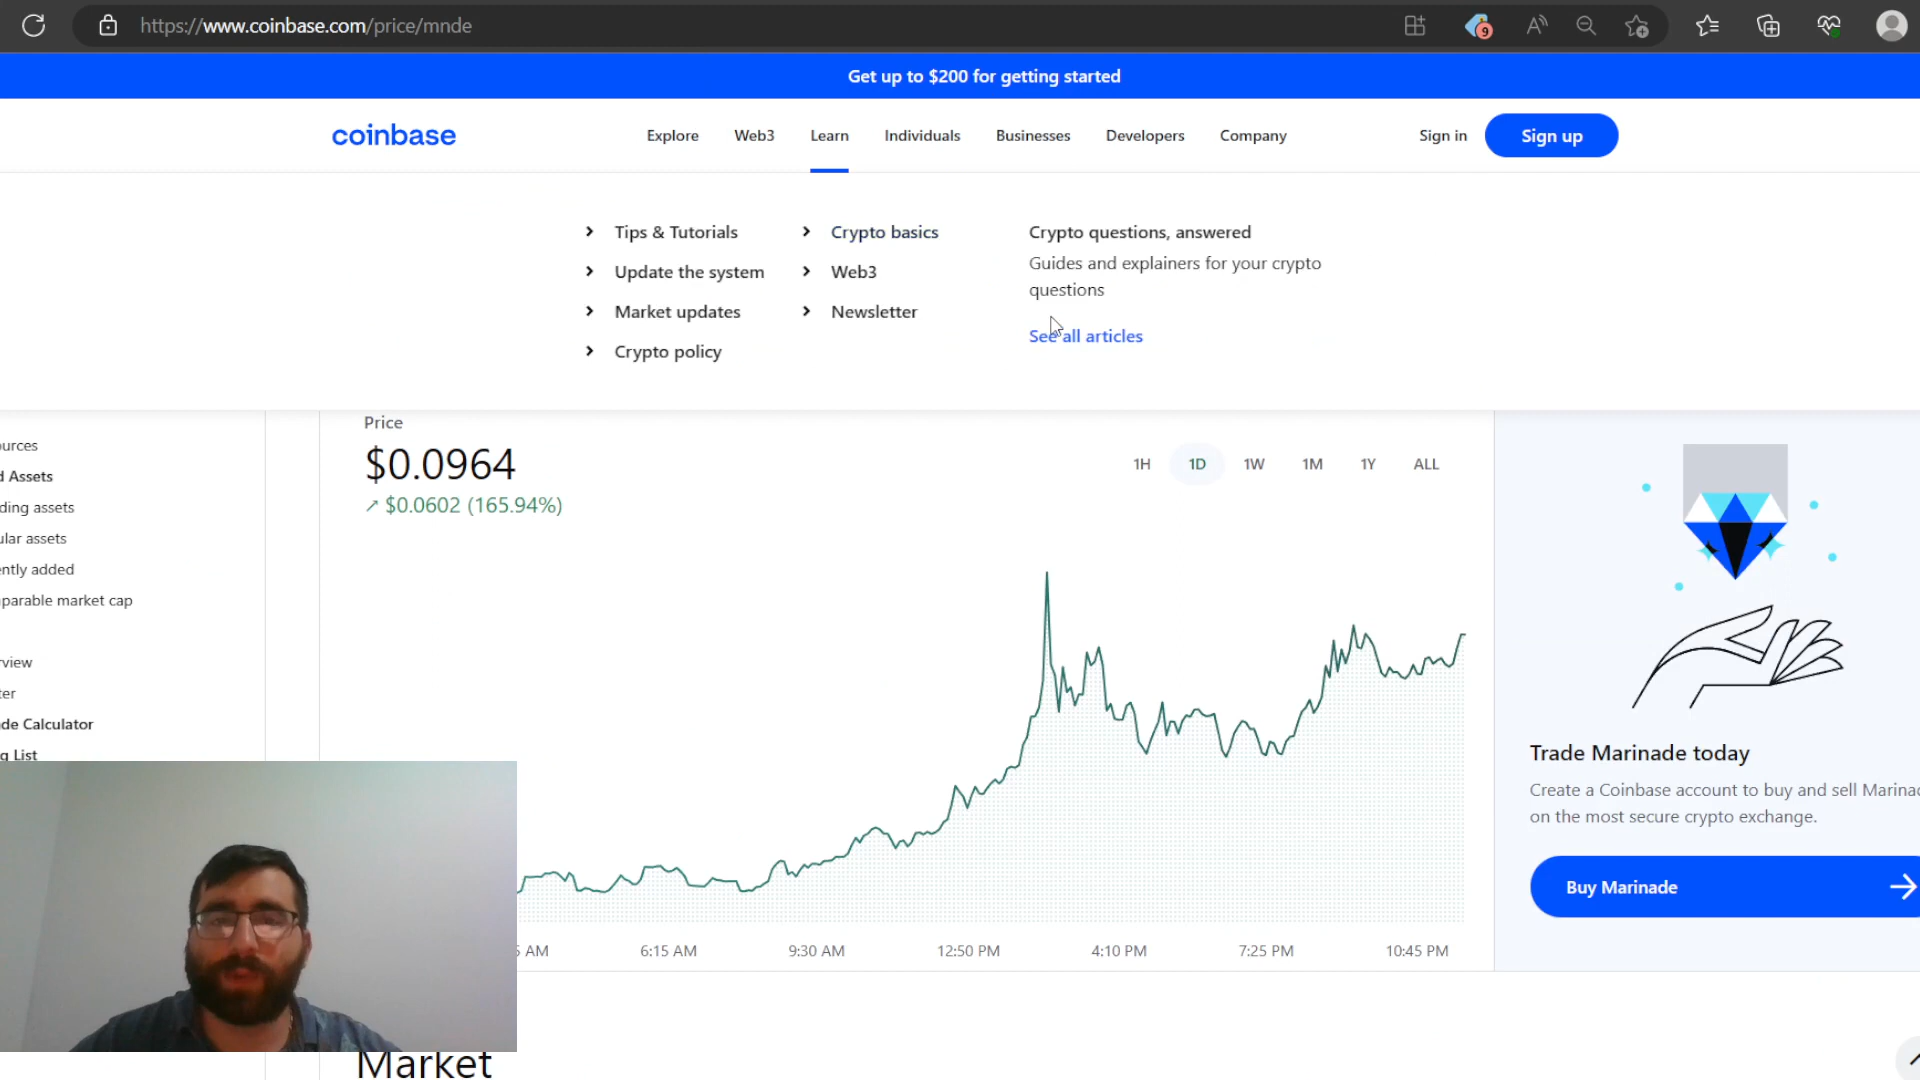 https://www.coinbase.com/price/mnde
9
Get up to $200 for getting started
coinbase
Explore Web3 Learn Individuals Businesses Developers Company
Sign in
Sign up
Tips & Tutorials
Update the system
Market updates
Crypto policy
Crypto basics
Web3
Newsletter
Crypto questions, answered
Guides and explainers for your crypto
questions
See all articles
urces
d Assets
ding assets
ular assets
ently added
parable market cap
rview
ter
de Calculator
g List
Price
$0.0964
↗ $0.0602 (165.94%)
1H 1D 1W 1M 1Y ALL
5 AM 6:15 AM 9:30 AM 12:50 PM 4:10 PM 7:25 PM 10:45 PM
Trade Marinade today
Create a Coinbase account to buy and sell Marinad
on the most secure crypto exchange.
Buy Marinade
Market